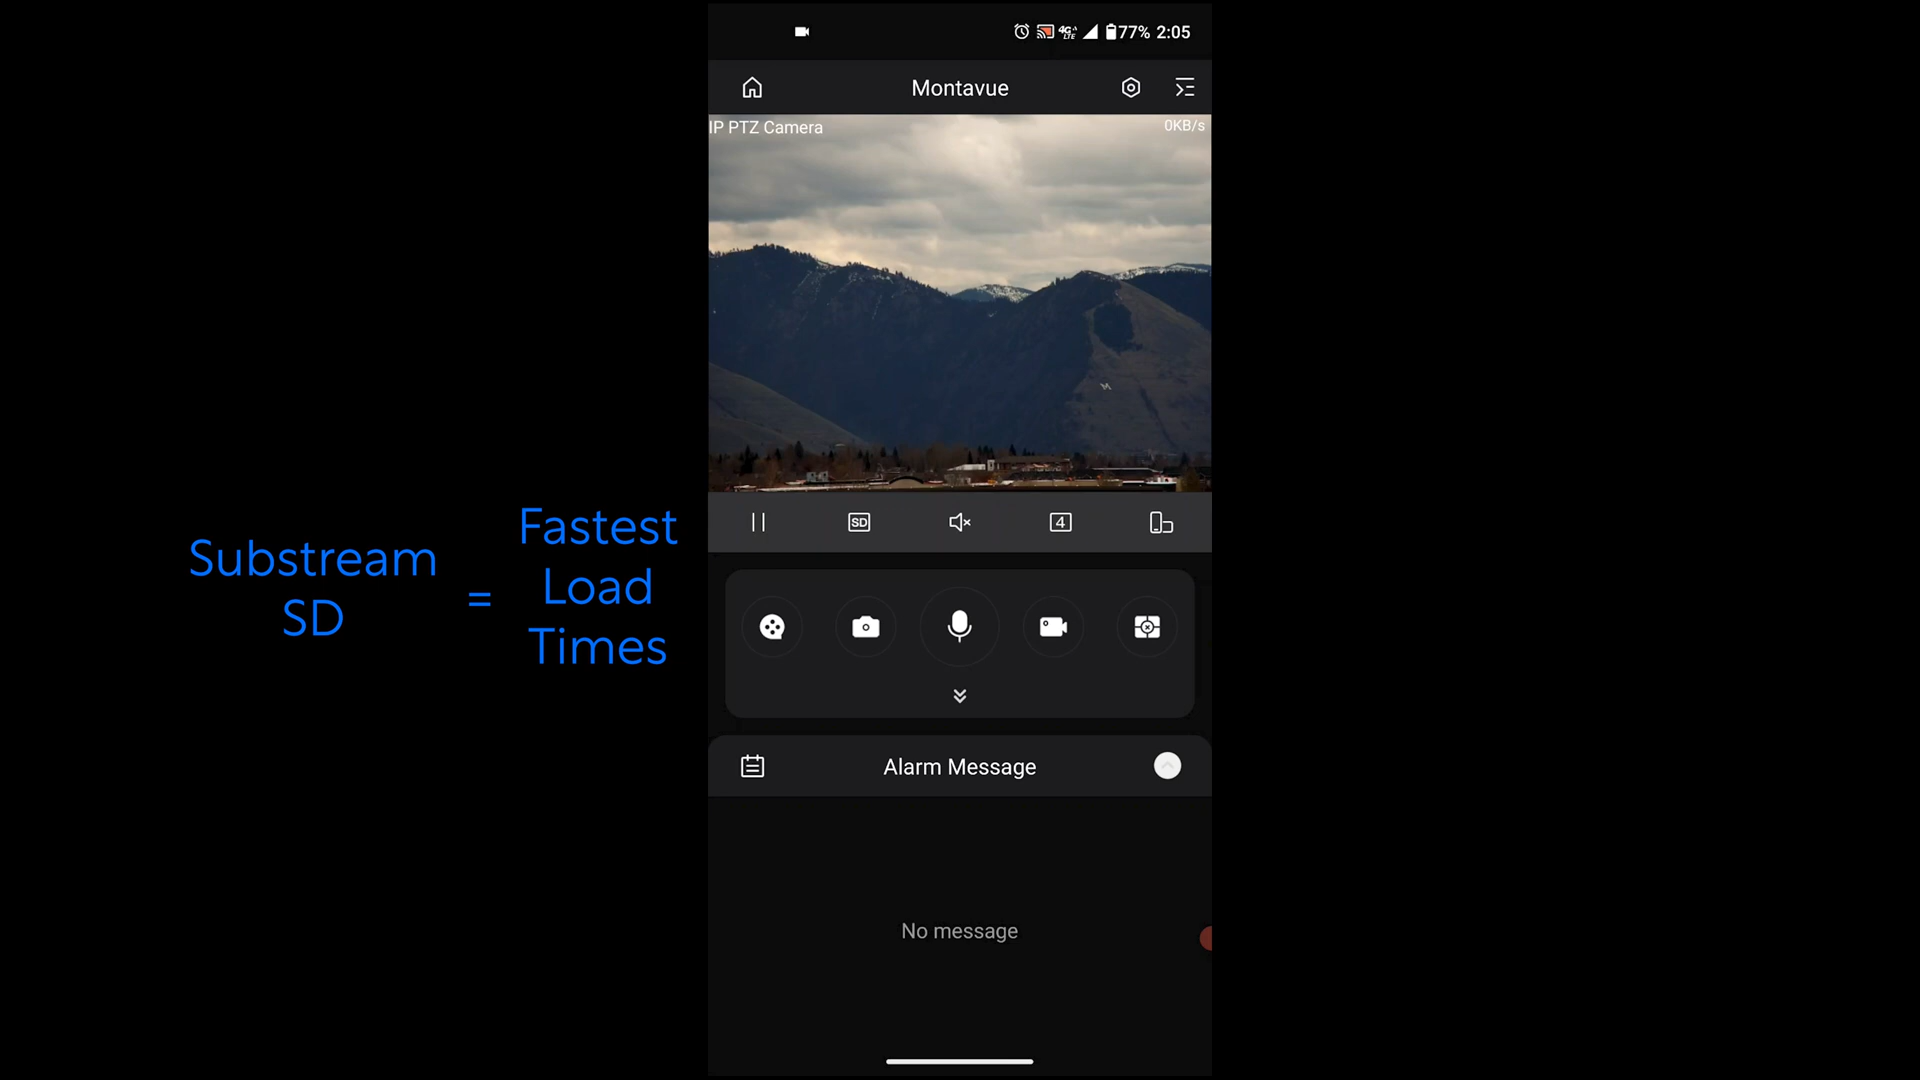 77% 2:05
Montavue
IP PTZ Camera
0KB/s
SD
4
Substream
SD
=
Fastest
Load
Times
Alarm Message
No message